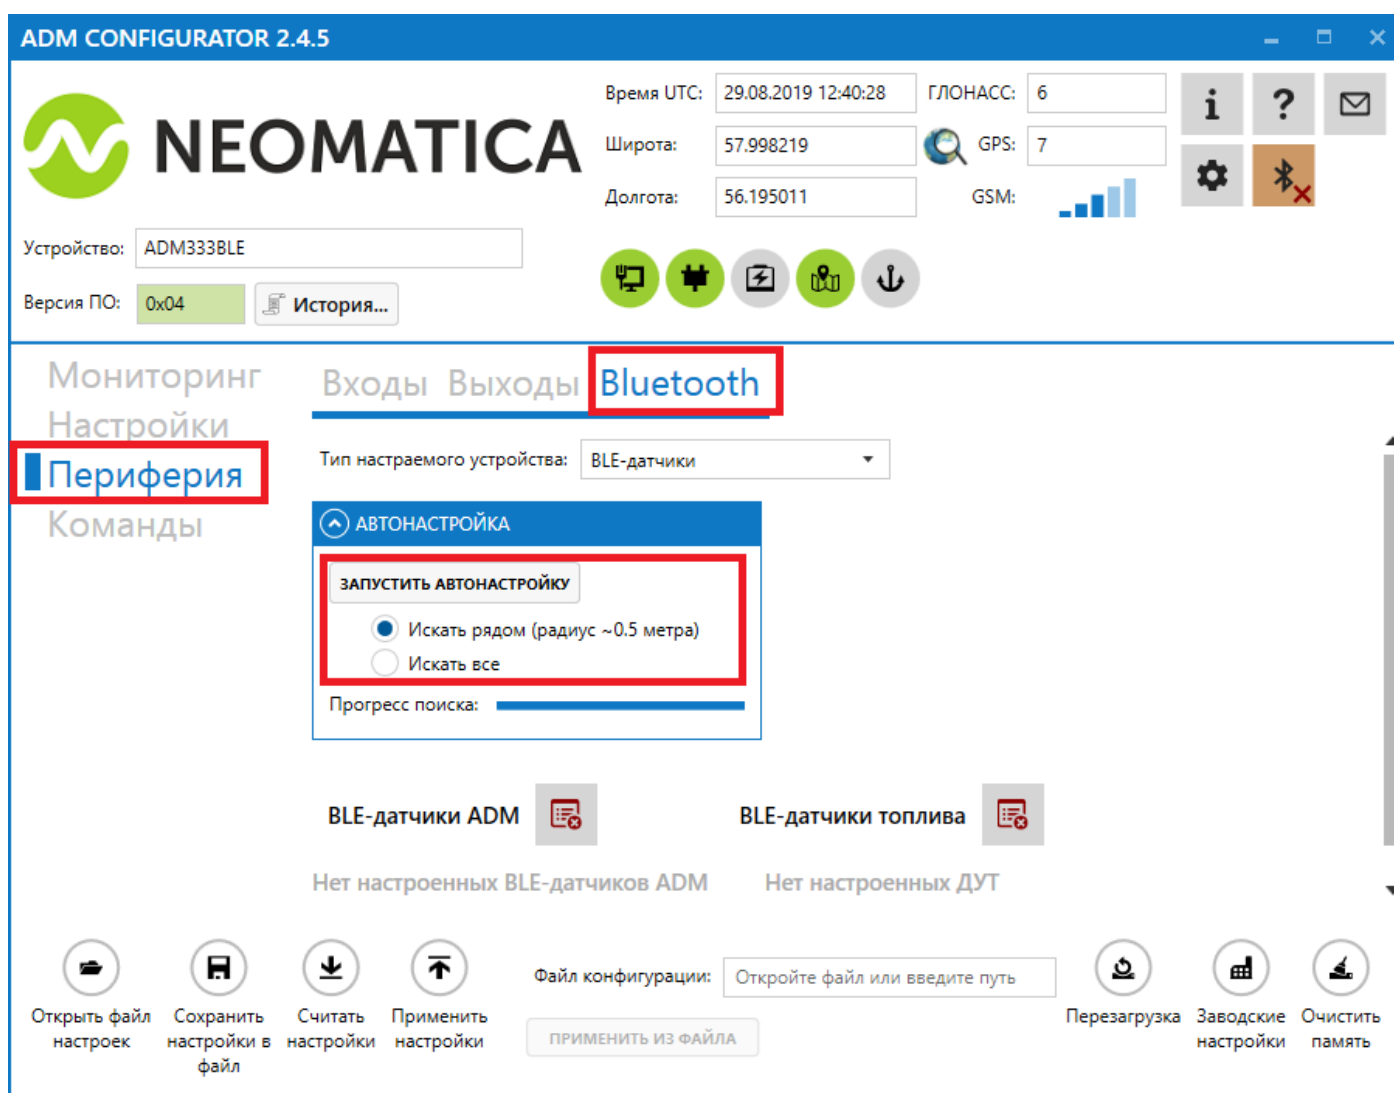 ADM CONFIGURATOR 2.4.5
NEOMATICA
Время UTC: 29.08.2019 12:40:28 ГЛОНАСС: 6
Широта: 57.998219 GPS: 7
Долгота: 56.195011 GSM:
i ?
Устройство: ADM333BLE
Версия ПО: 0x04 История...
Мониторинг
Настройки
Периферия
Команды
Входы Выходы Bluetooth
Тип настраемого устройства: BLE-датчики
АВТОНАСТРОЙКА
ЗАПУСТИТЬ АВТОНАСТРОЙКУ
Искать рядом (радиус ~0.5 метра)
Искать все
Прогресс поиска:
BLE-датчики ADM BLE-датчики топлива
Нет настроенных BLE-датчиков ADM Нет настроенных ДУТ
Открыть файл настроек
Сохранить настройки в файл
Считать настройки
Применить настройки
Файл конфигурации: Откройте файл или введите путь
ПРИМЕНИТЬ ИЗ ФАЙЛА
Перезагрузка
Заводские настройки
Очистить память